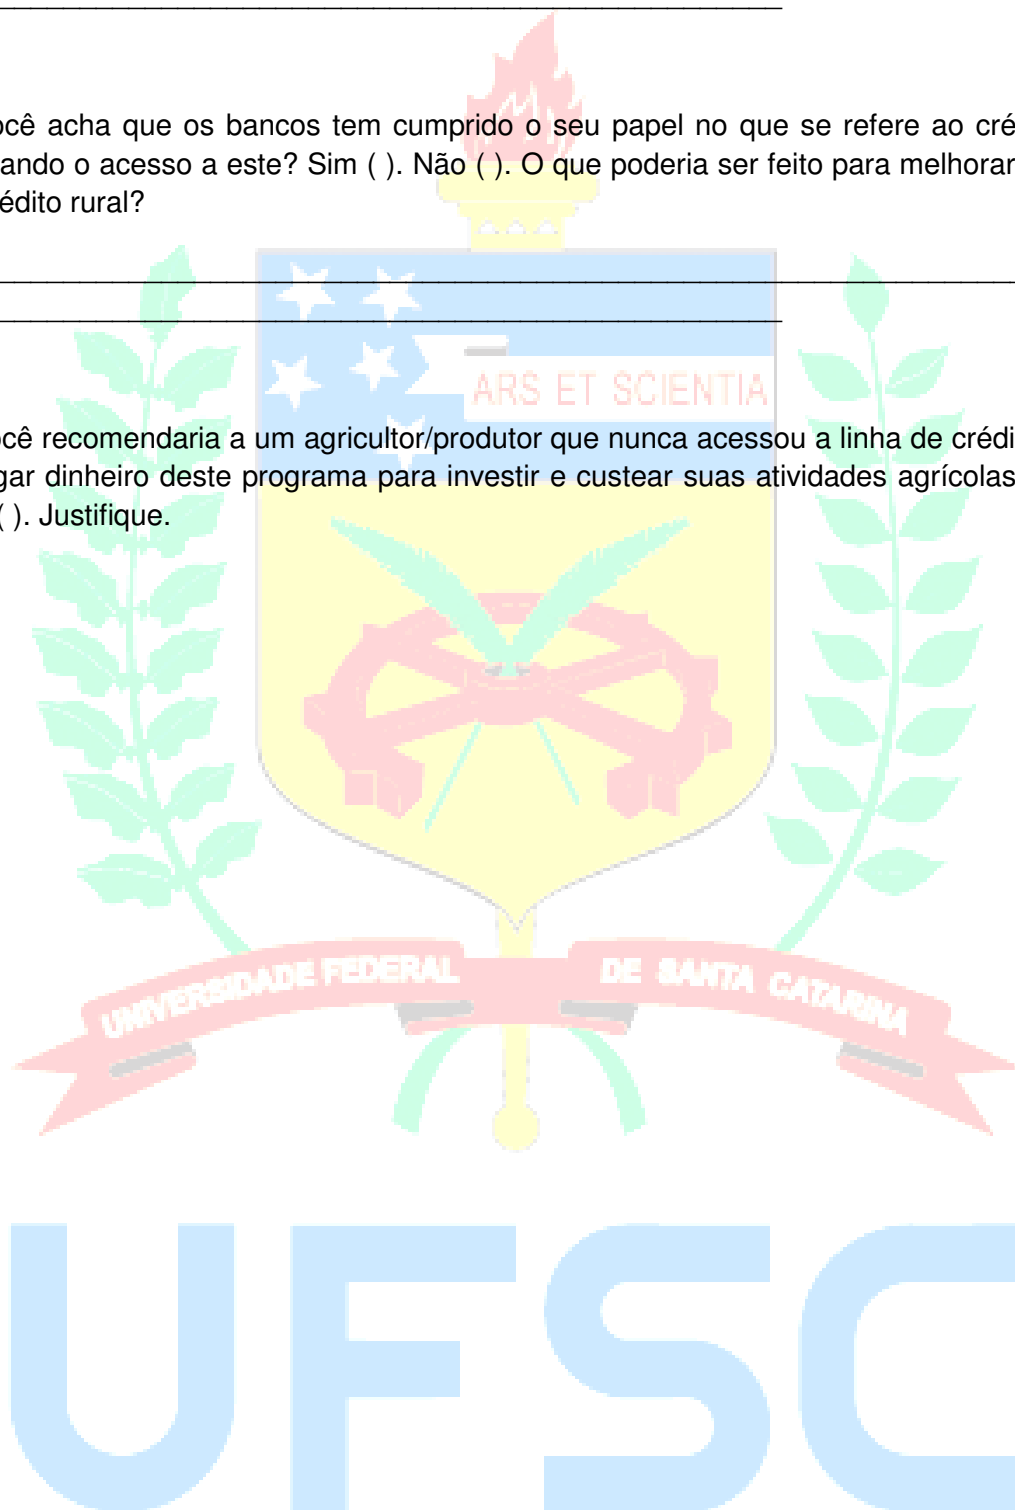 ocê acha que os bancos tem cumprido o seu papel no que se refere ao cré
ando o acesso a este? Sim ( ). Não ( ). O que poderia ser feito para melhorar
édito rural?
ARS ET SCIENTIA
ocê recomendaria a um agricultor/produtor que nunca acessou a linha de crédi
gar dinheiro deste programa para investir e custear suas atividades agrícolas
( ). Justifique.
UNIVERSIDADE FEDERAL DE SANTA CATARINA
UFSC